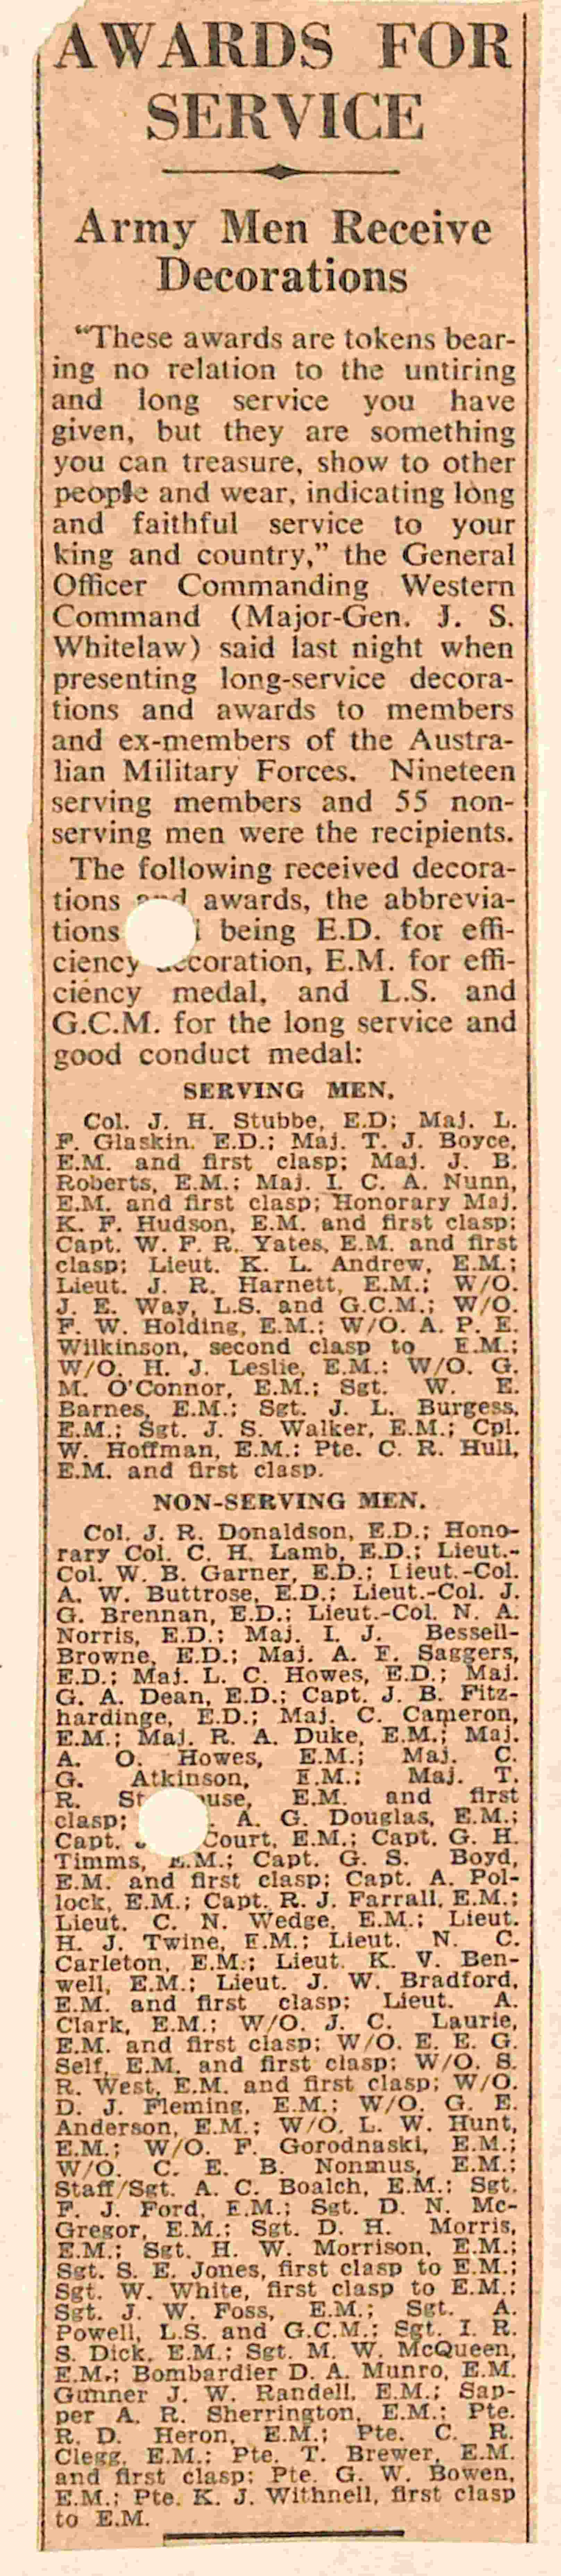 AWARDS FOR
SERVICE
Army Men Receive
Decorations
"These awards are tokens bear-
ing no relation to the untiring
and long service you have
given, but they are something
you can treasure, show to other
people and wear, indicating long
and faithful service to your
king and country," the General
Officer Commanding Western
Command (Major-Gen. J. S.
Whitelaw) said last night when
presenting long-service decora-
tions and awards to members
and ex-members of the Austra-
lian Military Forces. Nineteen
serving members and 55 non-
serving men were the recipients.
The following received decora-
tions and awards, the abbrevia-
tions being E.D. for effi-
ciency decoration, E.M. for effi-
ciency medal, and L.S. and
G.C.M. for the long service and
good conduct medal:
SERVING MEN.
Col. J. H. Stubbe, E.D; Maj. L.
F. Glaskin. E.D.; Maj. T. J. Boyce,
E.M. and first clasp; Maj. J. B.
Roberts, E.M.; Maj. I. C. A. Nunn,
E.M. and first clasp; Honorary Maj.
K. F. Hudson, E.M. and first clasp;
Capt. W. F. R. Yates, E.M. and first
clasp; Lieut. K. L. Andrew, E.M.;
Lieut. J. R. Harnett, E.M.; W/O.
J. E. Way, L.S. and G.C.M.; W/O.
F. W. Holding, E.M.; W/O. A. P. E.
Wilkinson, second clasp to E.M.;
W/O. H. J. Leslie, E.M.; W/O. G.
M. O'Connor, E.M.; Sgt. W. E.
Barnes, E.M.; Sgt. J. L. Burgess,
E.M.; Sgt. J. S. Walker, E.M.; Cpl.
W. Hoffman, E.M.; Pte. C. R. Hull,
E.M. and first clasp.
NON-SERVING MEN.
Col. J. R. Donaldson, E.D.; Hono-
rary Col. C. H. Lamb, E.D.; Lieut.-
Col. W. B. Garner, E.D.; Lieut.-Col.
A. W. Buttrose, E.D.; Lieut.-Col. J.
G. Brennan, E.D.; Lieut.-Col. N. A.
Norris, E.D.; Maj. I. J. Bessell-
Browne, E.D.; Maj. A. F. Saggers,
E.D.; Maj. L. C. Howes, E.D.; Maj.
G. A. Dean, E.D.; Capt. J. B. Fitz-
hardinge, E.D.; Maj. C. Cameron,
E.M.; Maj. R. A. Duke, E.M.; Maj.
A. O. Howes, E.M.; Maj. C.
G. Atkinson, E.M.; Maj. T.
R. E.M. and first
clasp; A. G. Douglas, E.M.;
Capt. Court, E.M.; Capt. G. H.
Timms, E.M.; Capt. G. S. Boyd,
E.M. and first clasp; Capt. A. Pol-
lock, E.M.; Capt. R. J. Farrall, E.M.;
Lieut. C. N. Wedge, E.M.; Lieut.
H. J. Twine, E.M.; Lieut. N. C.
Carleton, E.M.; Lieut. K. V. Ben-
well, E.M.; Lieut. J. W. Bradford,
E.M. and first clasp; Lieut. A.
Clark, E.M.; W/O. J. C. Laurie,
E.M. and first clasp; W/O. E. E. G.
Self, E.M. and first clasp; W/O. S.
R. West, E.M. and first clasp; W/O.
D. J. Fleming, E.M.; W/O. G. E.
Anderson, E.M.; W/O. L. W. Hunt,
E.M.; W/O. F. Gorodnaski, E.M.;
W/O. C. E. B. Nonmus, E.M.;
Staff/Sgt. A. C. Boalch, E.M.; Sgt.
F. J. Ford, E.M.; Sgt. D. N. Mc-
Gregor, E.M.; Sgt. D. H. Morris,
E.M.; Sgt. H. W. Morrison, E.M.;
Sgt. S. E. Jones, first clasp to E.M.;
Sgt. W. White, first clasp to E.M.;
Sgt. J. W. Foss, E.M.; Sgt. A.
Powell, L.S. and G.C.M.; Sgt. I. R.
S. Dick, E.M.; Sgt. M. W. McQueen,
E.M.; Bombardier D. A. Munro, E.M.
Gunner J. W. Randell, E.M.; Sap-
per A. R. Sherrington, E.M.; Pte.
R. D. Heron, E.M.; Pte. C. R.
Clegg, E.M.; Pte. T. Brewer, E.M.
and first clasp; Pte. G. W. Bowen,
E.M.; Pte. K. J. Withnell, first clasp
to E.M.